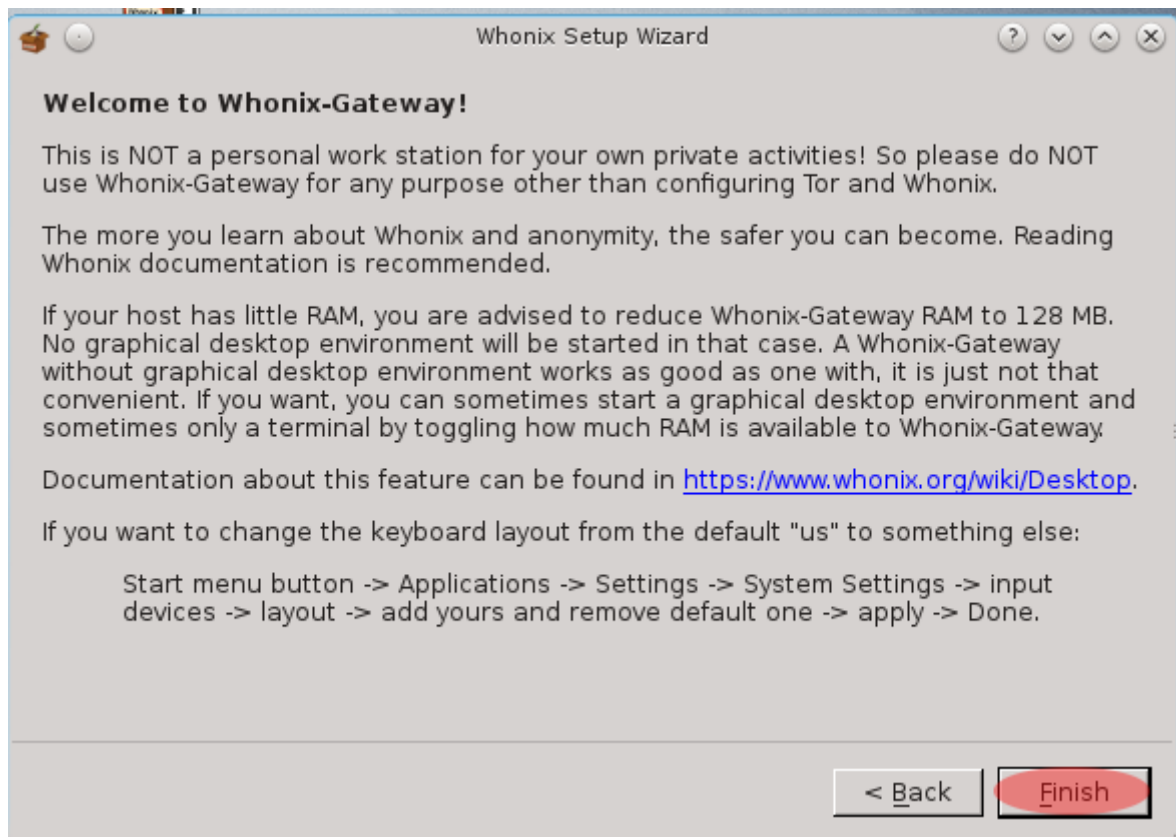 Whonix Setup Wizard
Welcome to Whonix-Gateway!
This is NOT a personal work station for your own private activities! So please do NOT
use Whonix-Gateway for any purpose other than configuring Tor and Whonix.
The more you learn about Whonix and anonymity, the safer you can become. Reading
Whonix documentation is recommended.
If your host has little RAM, you are advised to reduce Whonix-Gateway RAM to 128 MB.
No graphical desktop environment will be started in that case. A Whonix-Gateway
without graphical desktop environment works as good as one with, it is just not that
convenient. If you want, you can sometimes start a graphical desktop environment and
sometimes only a terminal by toggling how much RAM is available to Whonix-Gateway.
Documentation about this feature can be found in https://www.whonix.org/wiki/Desktop.
If you want to change the keyboard layout from the default "us" to something else:
Start menu button -> Applications -> Settings -> System Settings -> input
devices -> layout -> add yours and remove default one -> apply -> Done.
< Back Finish